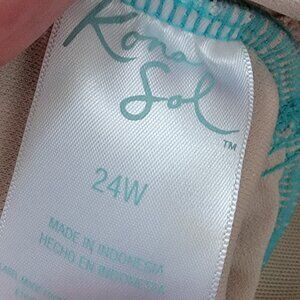 Kona
Sol
TM
24W
MADE IN INDONESIA
HECHO EN INDONESIA